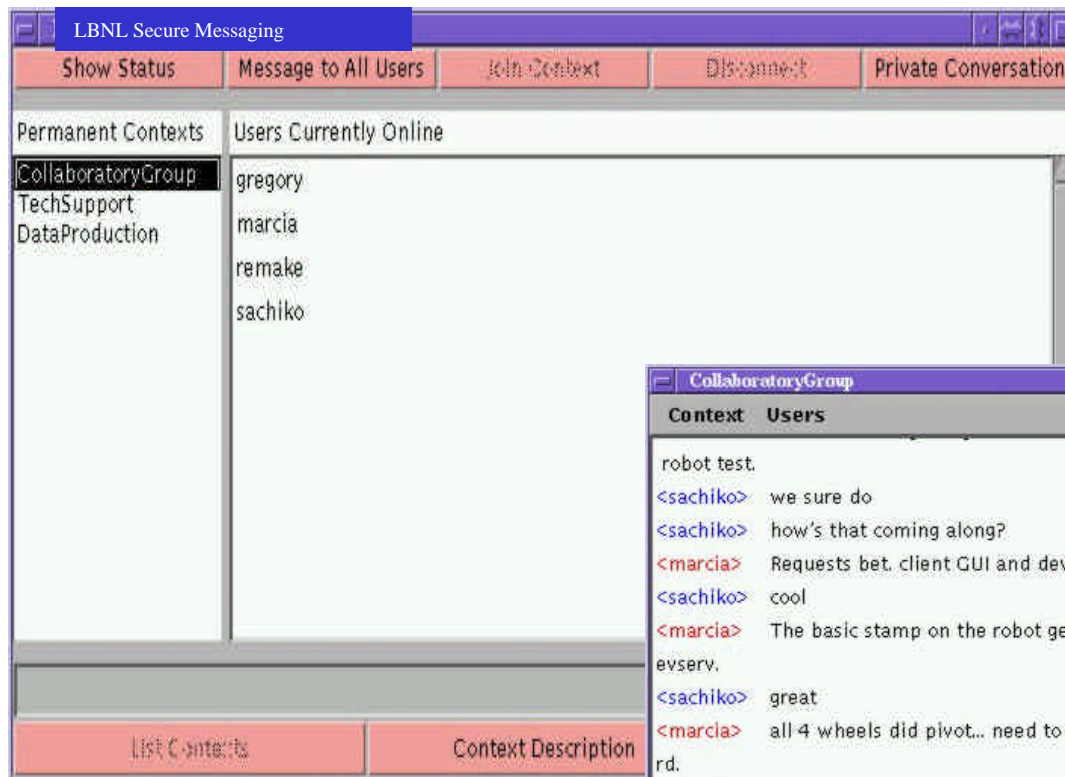 LBNL Secure Messaging
Show Status
Message to All Users
Join Context
Disconnect
Private Conversation
Permanent Contexts
Users Currently Online
CollaboratoryGroup
TechSupport
DataProduction
gregory
marcia
remake
sachiko
CollaboratoryGroup
Context Users
robot test.
<sachiko> we sure do
<sachiko> how's that coming along?
<marcia> Requests bet. client GUI and dev
<sachiko> cool
<marcia> The basic stamp on the robot ge
evserv.
<sachiko> great
<marcia> all 4 wheels did pivot... need to
rd.
List Contents
Context Description